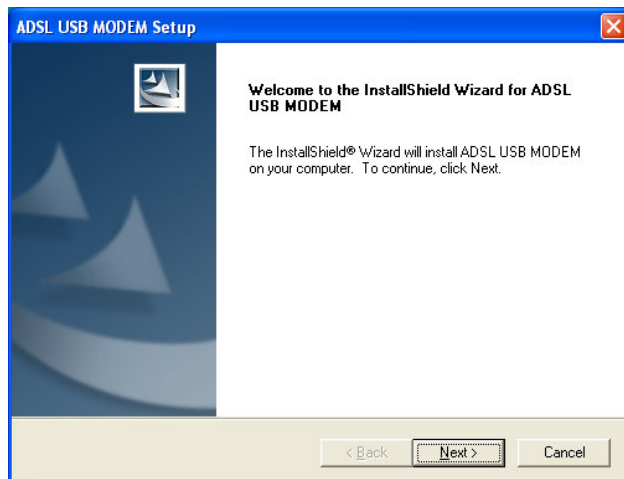 ADSL USB MODEM Setup
Welcome to the InstallShield Wizard for ADSL
USB MODEM
The InstallShield® Wizard will install ADSL USB MODEM
on your computer. To continue, click Next.
< Back
Next >
Cancel